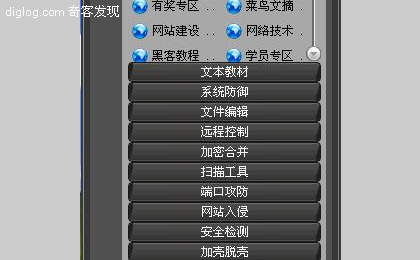 diglog.com 奇客发现
有奖专区 .. 菜鸟文摘 .
网站建设 .. 网络技术 .
黑客教程 .. 学员专区 .
文本教材
系统防御
文件编辑
远程控制
加密合并
扫描工具
端口攻防
网站入侵
安全检测
加壳脱壳